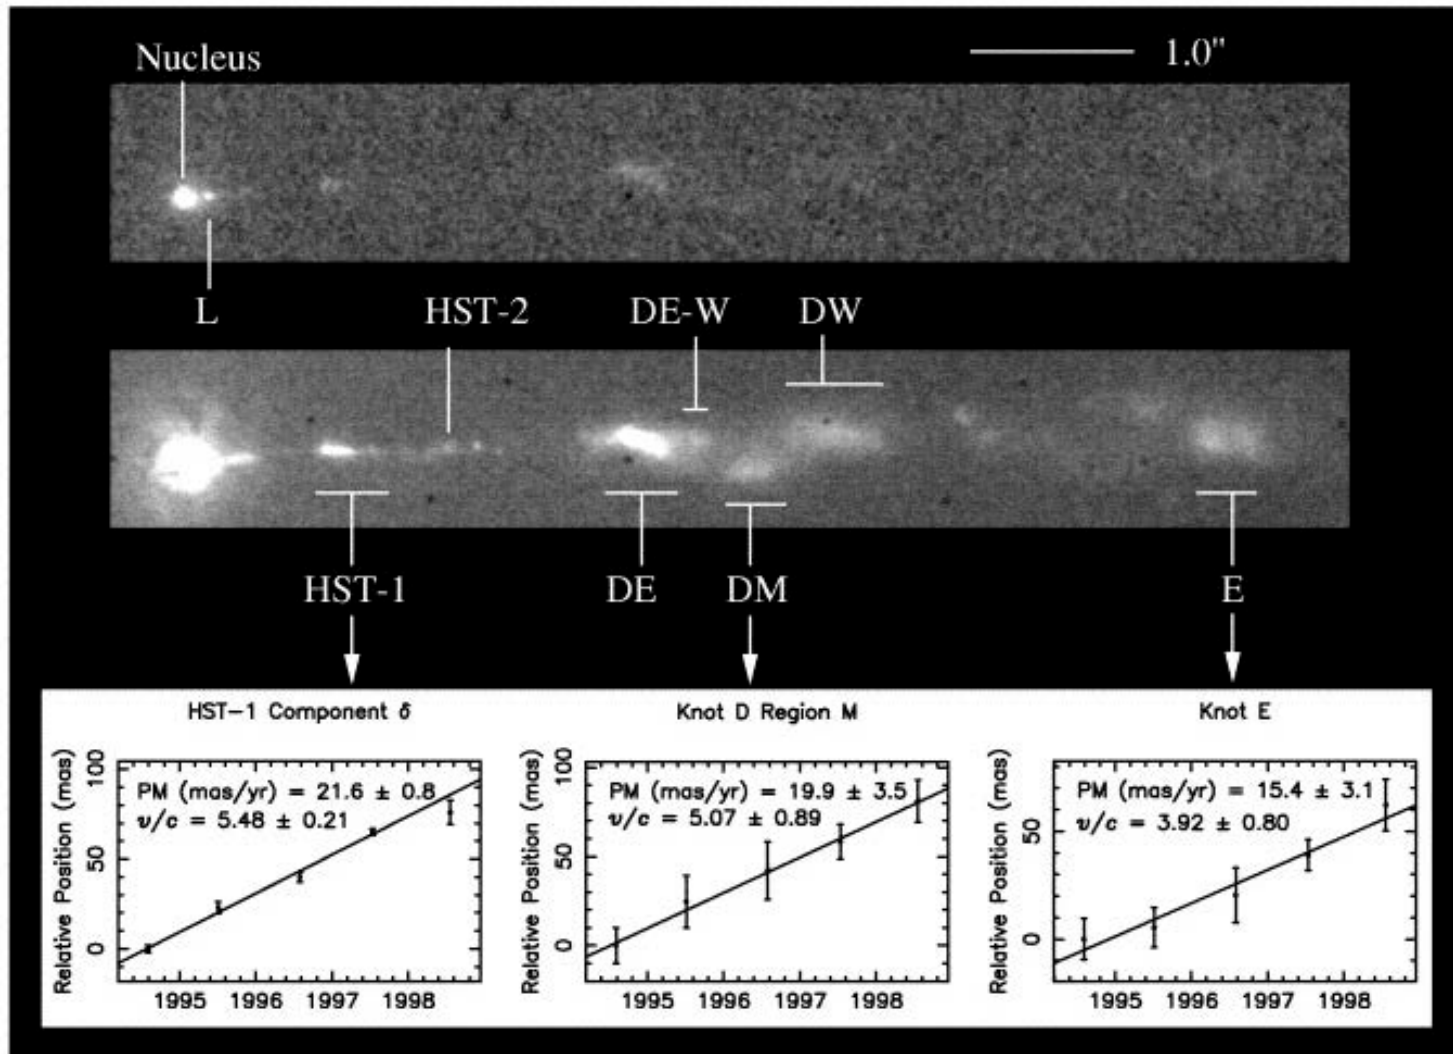 Nucleus
1.0"
L
HST-2
DE-W
DW
HST-1
DE
DM
E
HST-1 Component δ
Relative Position (mas)
100
50
0
PM (mas/yr) = 21.6 ± 0.8
v/c = 5.48 ± 0.21
1995 1996 1997 1998
Knot D Region M
Relative Position (mas)
100
50
0
PM (mas/yr) = 19.9 ± 3.5
v/c = 5.07 ± 0.89
1995 1996 1997 1998
Knot E
Relative Position (mas)
50
0
PM (mas/yr) = 15.4 ± 3.1
v/c = 3.92 ± 0.80
1995 1996 1997 1998